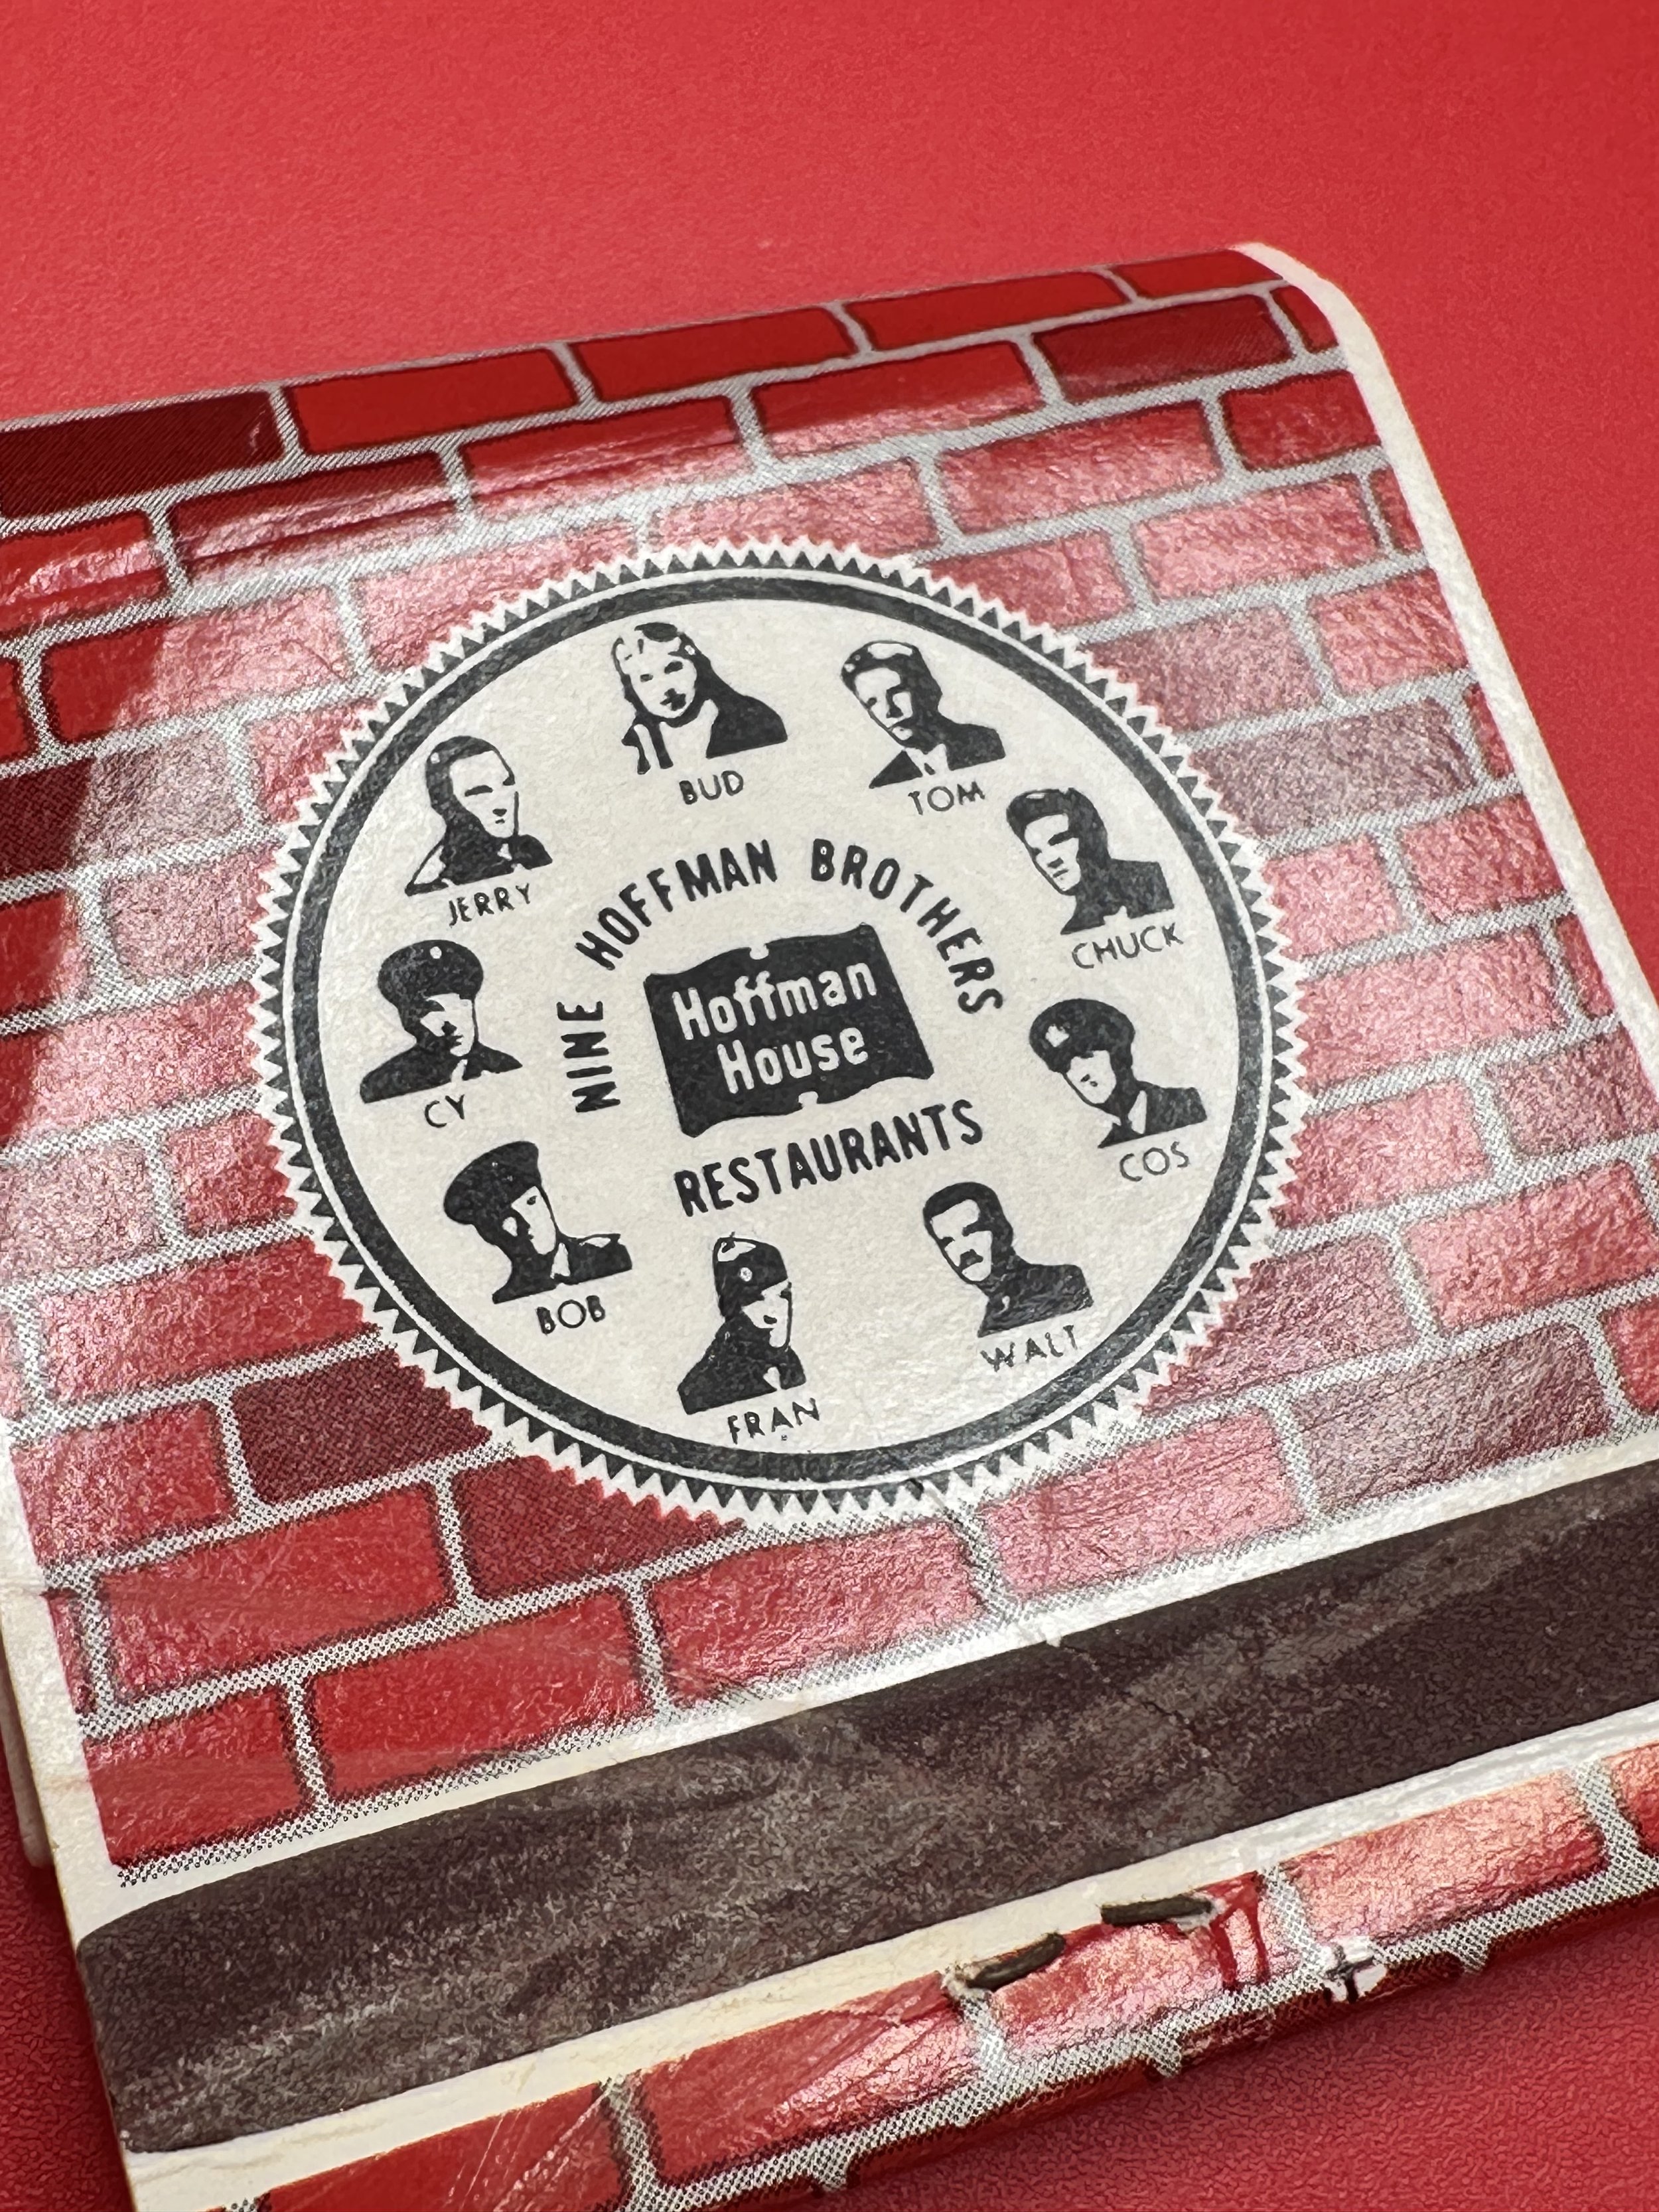 BUD
TOM
JERRY
CHUCK
NINE HOFFMAN BROTHERS
Hoffman
House
RESTAURANTS
CY
COS
BOB
WALT
FRAN